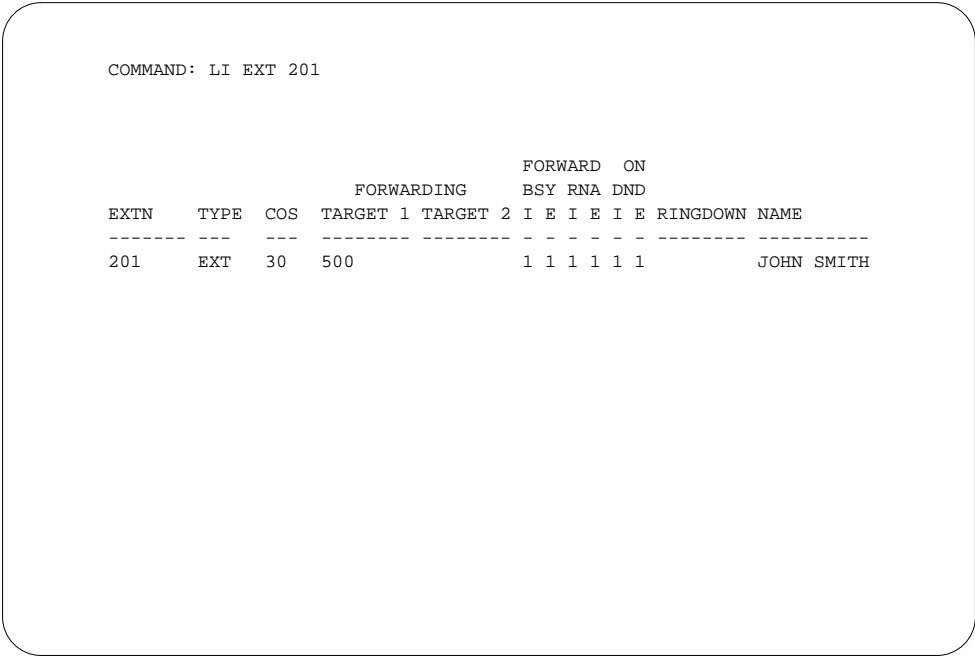 COMMAND: LI EXT 201
FORWARD ON
FORWARDING BSY RNA DND
EXTN TYPE COS TARGET 1 TARGET 2 I E I E I E RINGDOWN NAME
------- --- --- -------- -------- - - - - - - -------- ----------
201 EXT 30 500 1 1 1 1 1 1 JOHN SMITH